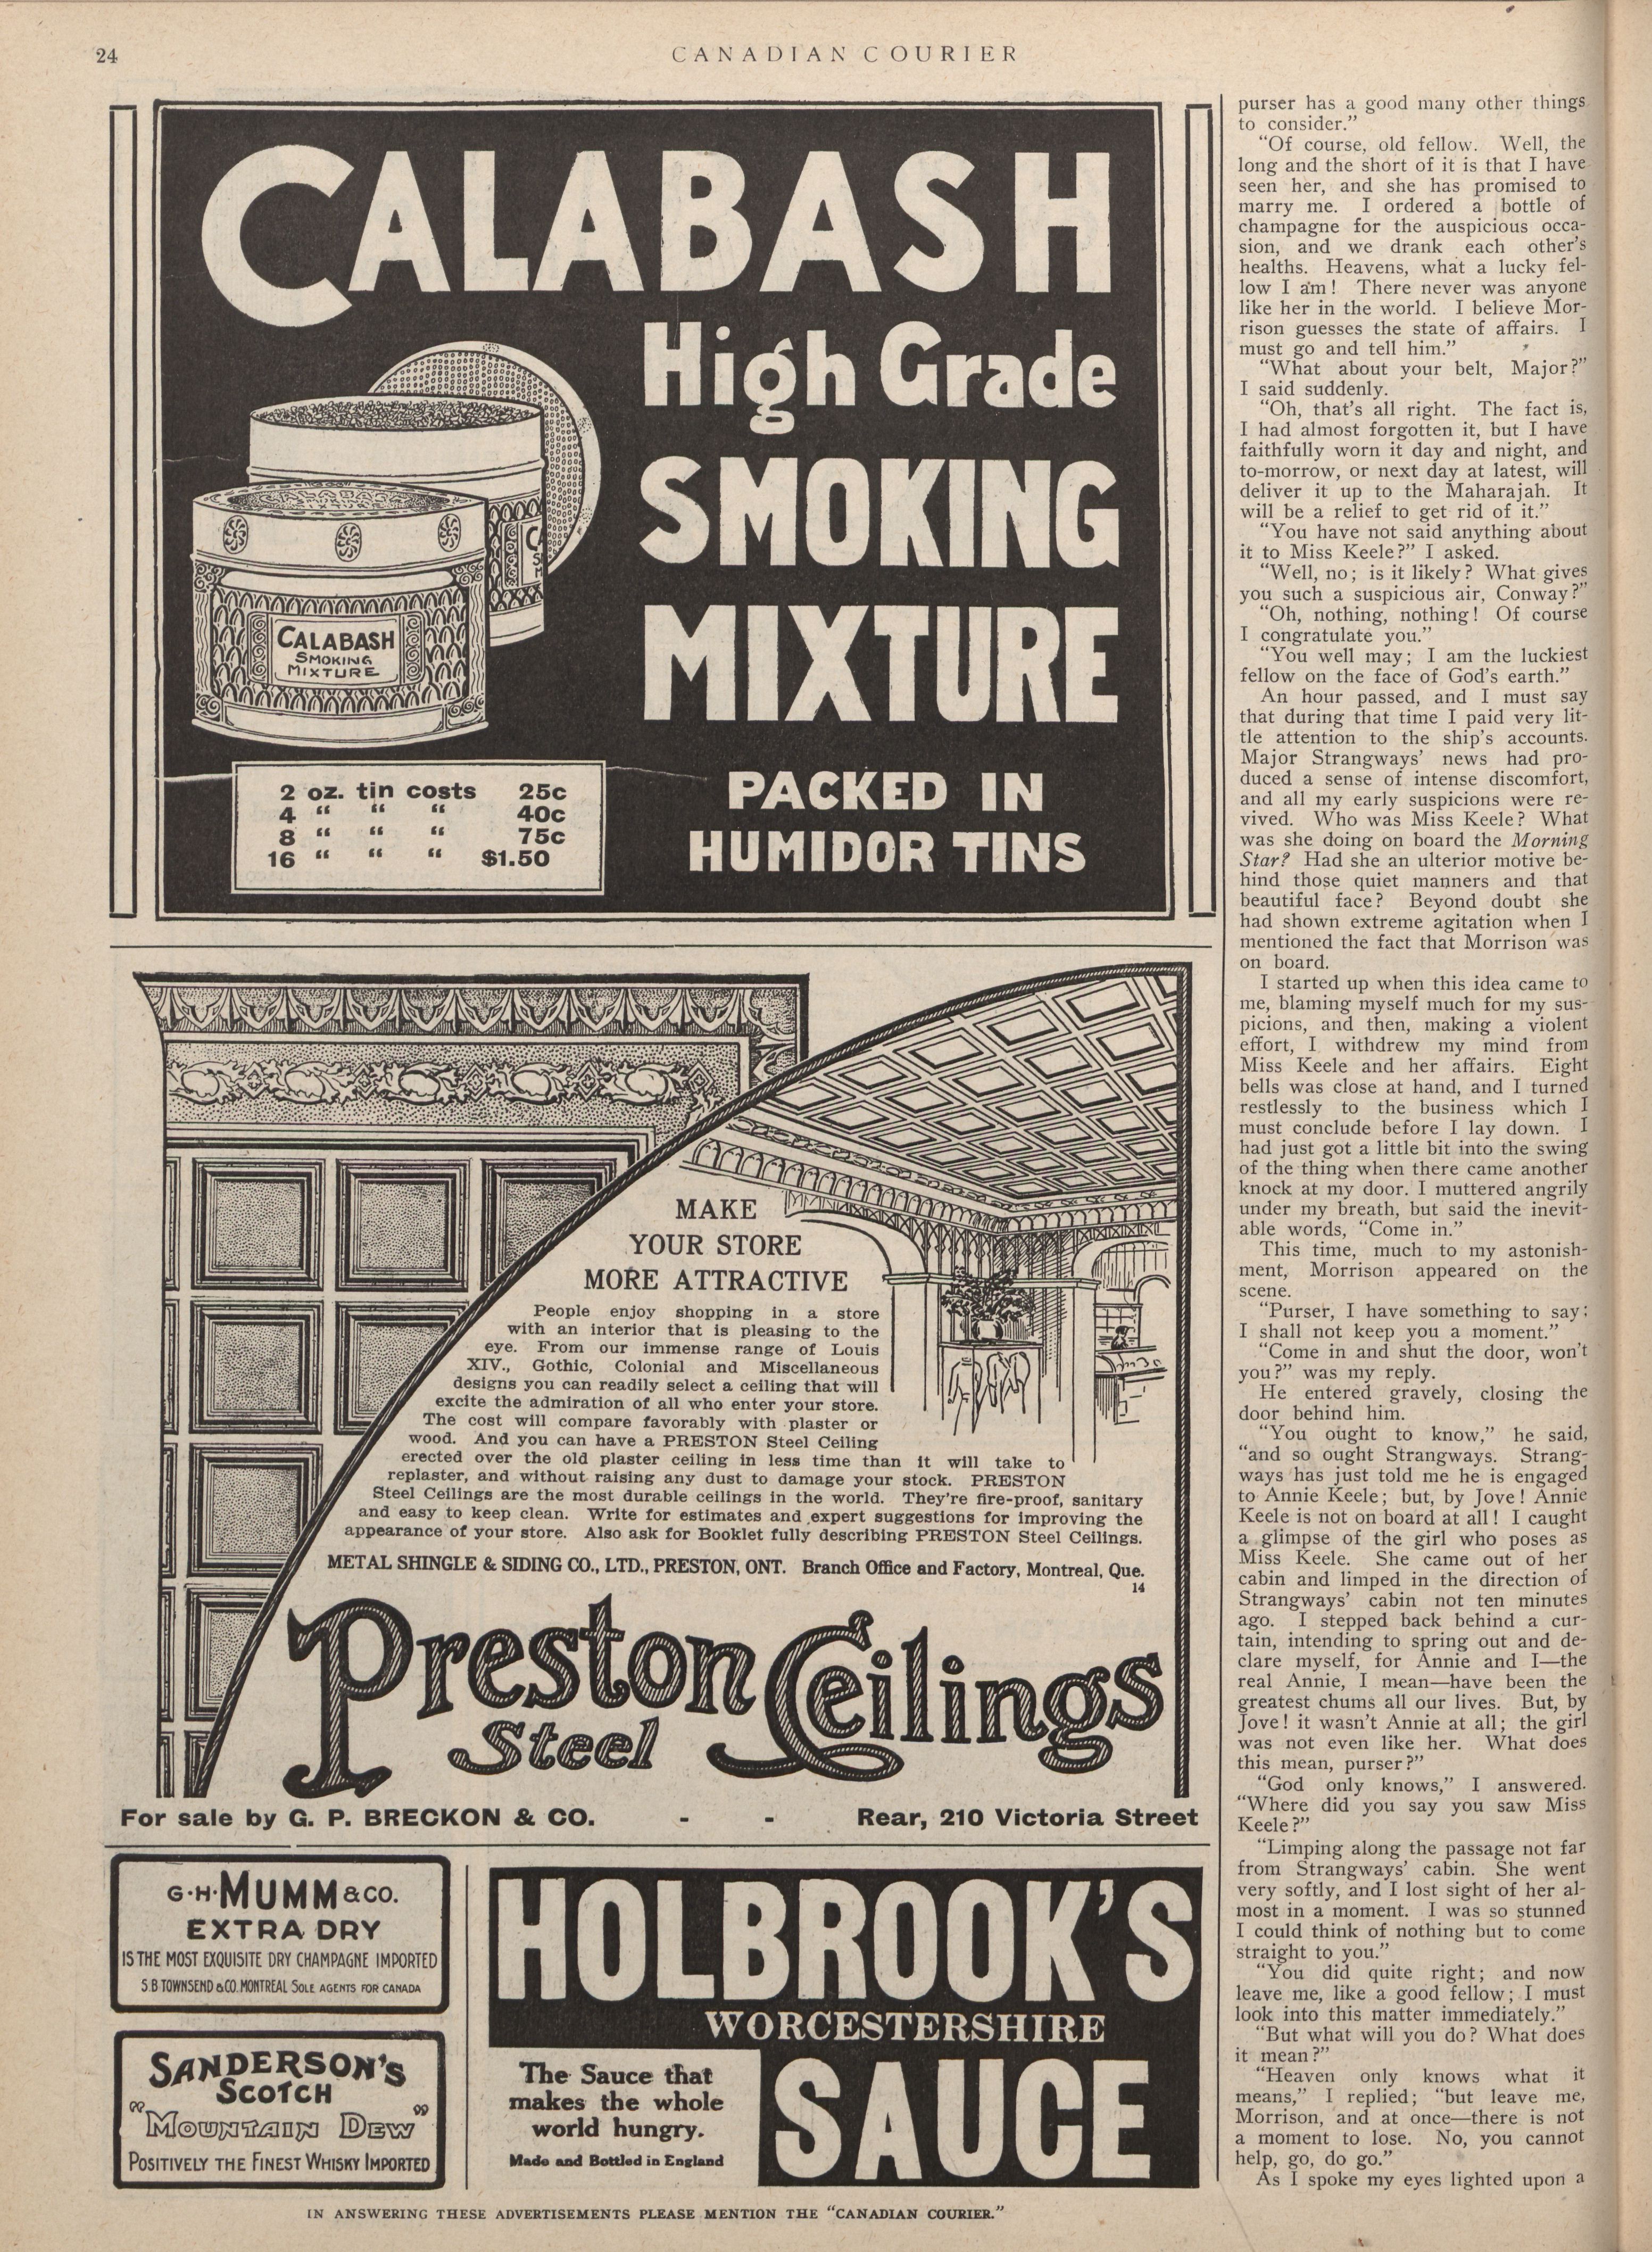 24
CANADIAN COURIER
CALABASH
High Grade
SMOKING
MIXTURE
CALABASH
SMOKING
MIXTURE
2 oz. tin costs 25c
4 “ “ “ 40c
8 “ “ “ 75c
16 “ “ “ $1.50
PACKED IN
HUMIDOR TINS
MAKE
YOUR STORE
MORE ATTRACTIVE
People enjoy shopping in a store
with an interior that is pleasing to the
eye. From our immense range of Louis
XIV., Gothic, Colonial and Miscellaneous
designs you can readily select a ceiling that will
excite the admiration of all who enter your store.
The cost will compare favorably with plaster or
wood. And you can have a PRESTON Steel Ceiling
erected over the old plaster ceiling in less time than it will take to
replaster, and without raising any dust to damage your stock. PRESTON
Steel Ceilings are the most durable ceilings in the world. They're fire-proof, sanitary
and easy to keep clean. Write for estimates and expert suggestions for improving the
appearance of your store. Also ask for Booklet fully describing PRESTON Steel Ceilings.
METAL SHINGLE & SIDING CO., LTD., PRESTON, ONT. Branch Office and Factory, Montreal, Que.
14
Preston
Steel Ceilings
For sale by G. P. BRECKON & CO. - - Rear, 210 Victoria Street
G·H·MUMM & CO.
EXTRA DRY
IS THE MOST EXQUISITE DRY CHAMPAGNE IMPORTED
S.B. TOWNSEND & CO. MONTREAL SOLE AGENTS FOR CANADA
SANDERSON'S
SCOTCH
“MOUNTAIN DEW”
POSITIVELY THE FINEST WHISKY IMPORTED
HOLBROOK'S
WORCESTERSHIRE
SAUCE
The Sauce that
makes the whole
world hungry.
Made and Bottled in England
purser has a good many other things
to consider.”
“Of course, old fellow. Well, the
long and the short of it is that I have
seen her, and she has promised to
marry me. I ordered a bottle of
champagne for the auspicious occa-
sion, and we drank each other's
healths. Heavens, what a lucky fel-
low I am! There never was anyone
like her in the world. I believe Mor-
rison guesses the state of affairs. I
must go and tell him.”
“What about your belt, Major?”
I said suddenly.
“Oh, that's all right. The fact is,
I had almost forgotten it, but I have
faithfully worn it day and night, and
to-morrow, or next day at latest, will
deliver it up to the Maharajah. It
will be a relief to get rid of it.”
“You have not said anything about
it to Miss Keele?” I asked.
“Well, no; is it likely? What gives
you such a suspicious air, Conway?”
“Oh, nothing, nothing! Of course
I congratulate you.”
“You well may; I am the luckiest
fellow on the face of God's earth.”
An hour passed, and I must say
that during that time I paid very lit-
tle attention to the ship's accounts.
Major Strangways' news had pro-
duced a sense of intense discomfort,
and all my early suspicions were re-
vived. Who was Miss Keele? What
was she doing on board the Morning
Star? Had she an ulterior motive be-
hind those quiet manners and that
beautiful face? Beyond doubt she
had shown extreme agitation when I
mentioned the fact that Morrison was
on board.
I started up when this idea came to
me, blaming myself much for my sus-
picions, and then, making a violent
effort, I withdrew my mind from
Miss Keele and her affairs. Eight
bells was close at hand, and I turned
restlessly to the business which I
must conclude before I lay down. I
had just got a little bit into the swing
of the thing when there came another
knock at my door. I muttered angrily
under my breath, but said the inevit-
able words, “Come in.”
This time, much to my astonish-
ment, Morrison appeared on the
scene.
“Purser, I have something to say;
I shall not keep you a moment.”
“Come in and shut the door, won't
you?” was my reply.
He entered gravely, closing the
door behind him.
“You ought to know,” he said,
“and so ought Strangways. Strang-
ways has just told me he is engaged
to Annie Keele; but, by Jove! Annie
Keele is not on board at all! I caught
a glimpse of the girl who poses as
Miss Keele. She came out of her
cabin and limped in the direction of
Strangways' cabin not ten minutes
ago. I stepped back behind a cur-
tain, intending to spring out and de-
clare myself, for Annie and I—the
real Annie, I mean—have been the
greatest chums all our lives. But, by
Jove! it wasn't Annie at all; the girl
was not even like her. What does
this mean, purser?”
“God only knows,” I answered.
“Where did you say you saw Miss
Keele?”
“Limping along the passage not far
from Strangways' cabin. She went
very softly, and I lost sight of her al-
most in a moment. I was so stunned
I could think of nothing but to come
straight to you.”
“You did quite right; and now
leave me, like a good fellow; I must
look into this matter immediately.”
“But what will you do? What does
it mean?”
“Heaven only knows what it
means,” I replied; “but leave me,
Morrison, and at once—there is not
a moment to lose. No, you cannot
help, go, do go.”
As I spoke my eyes lighted upon a
IN ANSWERING THESE ADVERTISEMENTS PLEASE MENTION THE “CANADIAN COURIER.”